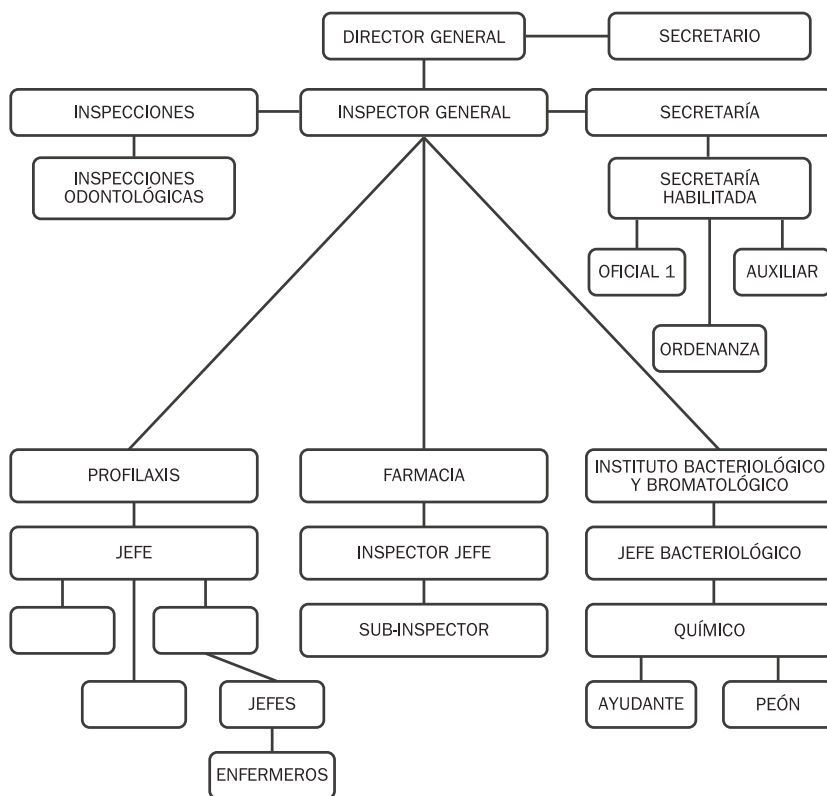 DIRECTOR GENERAL
SECRETARIO
INSPECCIONES
INSPECTOR GENERAL
SECRETARÍA
INSPECCIONES
ODONTOLÓGICAS
SECRETARÍA
HABILITADA
OFICIAL 1
AUXILIAR
ORDENANZA
PROFILAXIS
FARMACIA
INSTITUTO BACTERIOLÓGICO
Y BROMATOLÓGICO
JEFE
INSPECTOR JEFE
JEFE BACTERIOLÓGICO
SUB-INSPECTOR
QUÍMICO
JEFES
AYUDANTE
PEÓN
ENFERMEROS